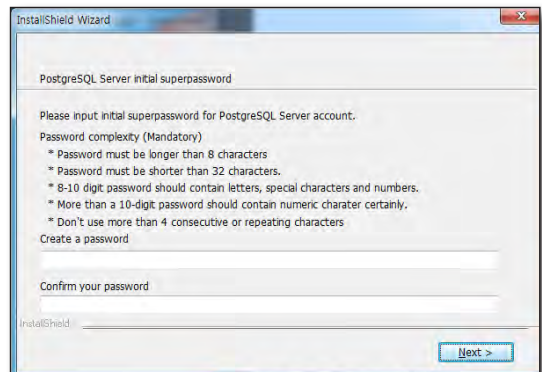 InstallShield Wizard
PostgreSQL Server initial superpassword
Please input initial superpassword for PostgreSQL Server account.
Password complexity (Mandatory)
* Password must be longer than 8 characters
* Password must be shorter than 32 characters.
* 8-10 digit password should contain letters, special characters and numbers.
* More than a 10-digit password should contain numeric charater certainly.
* Don't use more than 4 consecutive or repeating characters
Create a password
Confirm your password
InstallShield
Next >